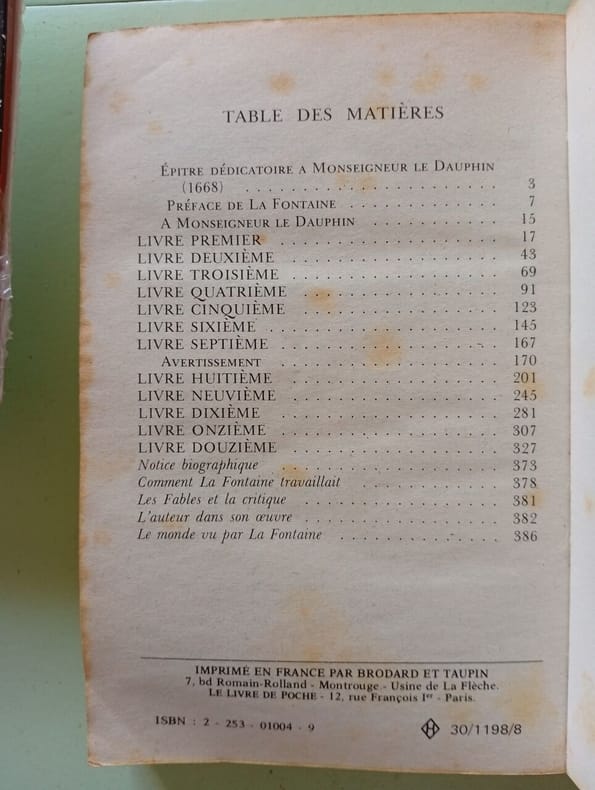 TABLE DES MATIÈRES
ÉPITRE DÉDICATOIRE A MONSEIGNEUR LE DAUPHIN
(1668) . . . . . . . . . . . . . . . . . . . . 3
PRÉFACE DE LA FONTAINE . . . . . . . . . . . 7
A MONSEIGNEUR LE DAUPHIN . . . . . . . . . . 15
LIVRE PREMIER . . . . . . . . . . . . . . . . 17
LIVRE DEUXIÈME . . . . . . . . . . . . . . . 43
LIVRE TROISIÈME . . . . . . . . . . . . . . . 69
LIVRE QUATRIÈME . . . . . . . . . . . . . . 91
LIVRE CINQUIÈME . . . . . . . . . . . . . . 123
LIVRE SIXIÈME . . . . . . . . . . . . . . . . 145
LIVRE SEPTIÈME . . . . . . . . . . . . . . . 167
AVERTISSEMENT . . . . . . . . . . . . . . . . 170
LIVRE HUITIÈME . . . . . . . . . . . . . . . 201
LIVRE NEUVIÈME . . . . . . . . . . . . . . . 245
LIVRE DIXIÈME . . . . . . . . . . . . . . . . 281
LIVRE ONZIÈME . . . . . . . . . . . . . . . 307
LIVRE DOUZIÈME . . . . . . . . . . . . . . . 327
Notice biographique . . . . . . . . . . . . . . . 373
Comment La Fontaine travaillait . . . . . . . . . 378
Les Fables et la critique . . . . . . . . . . . . . 381
L'auteur dans son œuvre . . . . . . . . . . . . . 382
Le monde vu par La Fontaine . . . . . . . . . . . 386
IMPRIMÉ EN FRANCE PAR BRODARD ET TAUPIN
7, bd Romain-Rolland - Montrouge - Usine de La Flèche.
LE LIVRE DE POCHE - 12, rue François Ier - Paris.
ISBN : 2 - 253 - 01004 - 9
H 30/1198/8